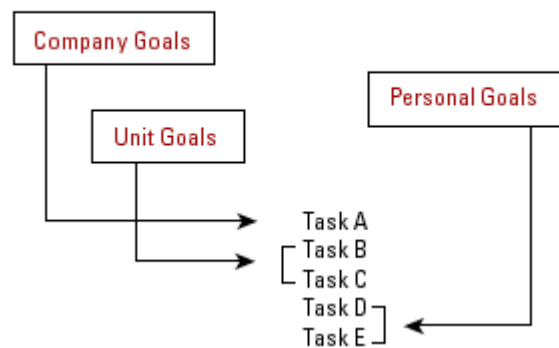 Company Goals
Personal Goals
Unit Goals
Task A
Task B
Task C
Task D
Task E